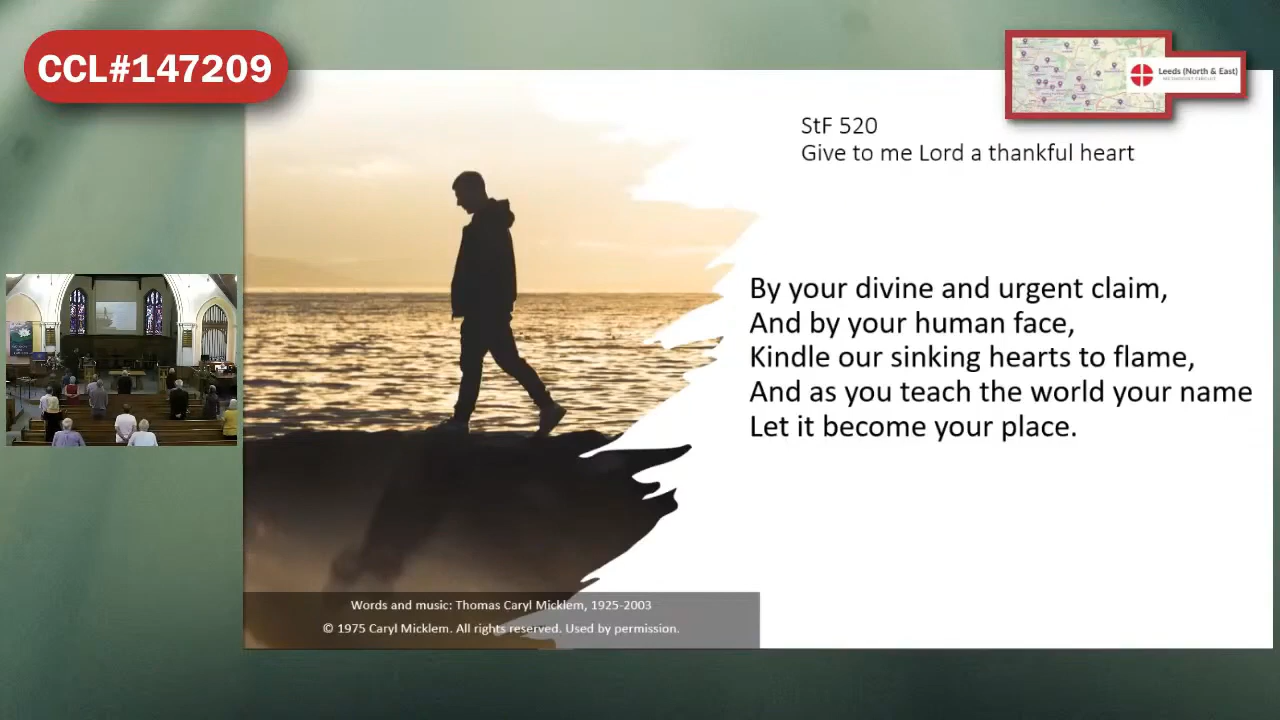 CCL#147209
Leeds (North & East)
METHODIST CIRCUIT
StF 520
Give to me Lord a thankful heart
By your divine and urgent claim,
And by your human face,
Kindle our sinking hearts to flame,
And as you teach the world your name
Let it become your place.
Words and music: Thomas Caryl Micklem, 1925-2003
© 1975 Caryl Micklem. All rights reserved. Used by permission.